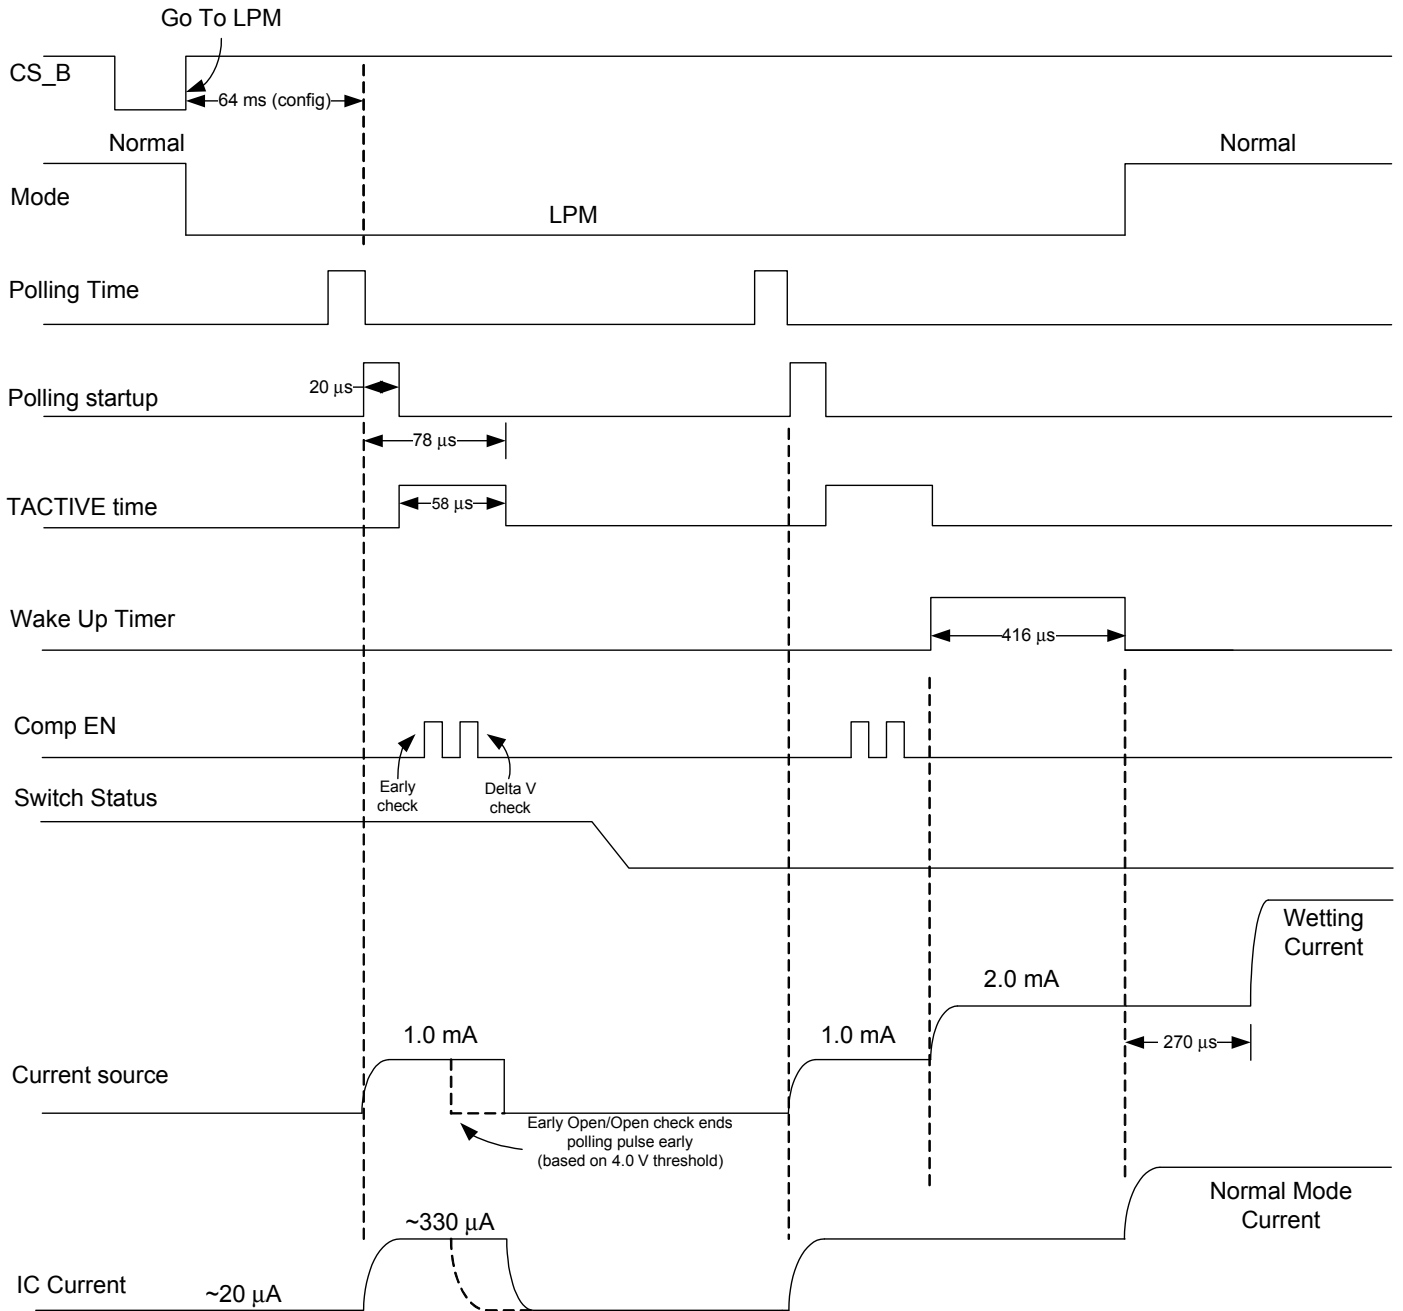 Go To LPM
CS_B
64 ms (config)
Normal
Normal
Mode
LPM
Polling Time
20 μs
Polling startup
78 μs
TACTIVE time
58 μs
Wake Up Timer
416 μs
Comp EN
Early
check
Delta V
check
Switch Status
Wetting
Current
2.0 mA
1.0 mA
1.0 mA
270 μs
Current source
Early Open/Open check ends
polling pulse early
(based on 4.0 V threshold)
Normal Mode
Current
~330 μA
IC Current
~20 μA